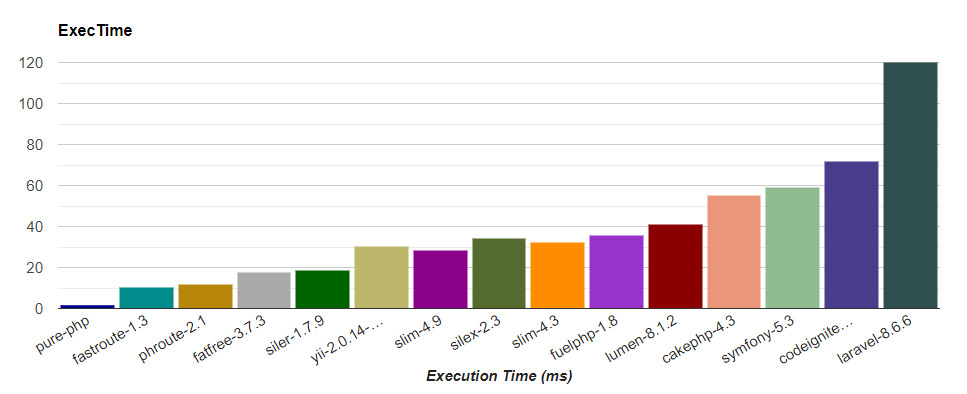 ExecTime
120
100
80
60
40
20
0
pure-php
fastroute-1.3
phroute-2.1
fatfree-3.7.3
siler-1.7.9
yii-2.0.14-…
slim-4.9
silex-2.3
slim-4.3
fuelphp-1.8
lumen-8.1.2
cakephp-4.3
symfony-5.3
codeignite…
laravel-8.6.6
Execution Time (ms)